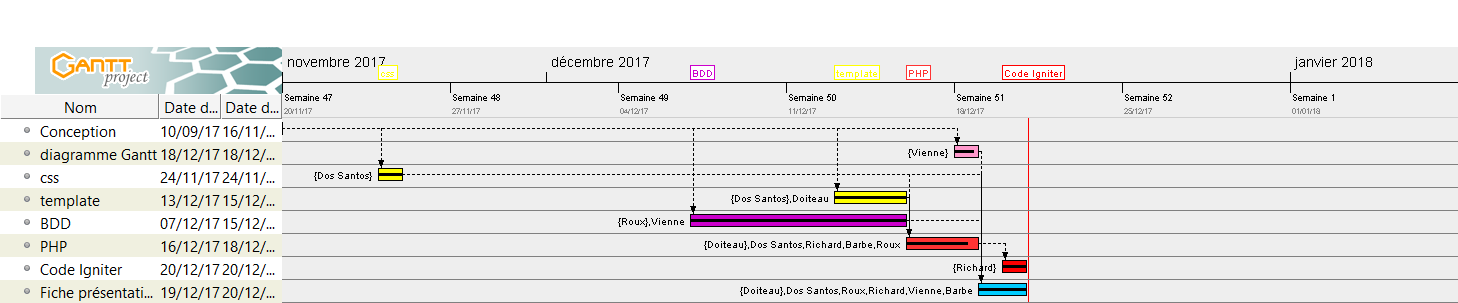 GANTT project
novembre 2017 décembre 2017 janvier 2018
css BDD template PHP Code Igniter
Nom Date d... Date d... Semaine 47 Semaine 48 Semaine 49 Semaine 50 Semaine 51 Semaine 52 Semaine 1
20/11/17 27/11/17 04/12/17 11/12/17 18/12/17 25/12/17 01/01/18
Conception 10/09/17 16/11/...
diagramme Gantt 18/12/17 18/12/... {Vienne}
css 24/11/17 24/11/... {Dos Santos}
template 13/12/17 15/12/... {Dos Santos},Doiteau
BDD 07/12/17 15/12/... {Roux},Vienne
PHP 16/12/17 18/12/... {Doiteau},Dos Santos,Richard,Barbe,Roux
Code Igniter 20/12/17 20/12/... {Richard}
Fiche présentati... 19/12/17 20/12/... {Doiteau},Dos Santos,Roux,Richard,Vienne,Barbe